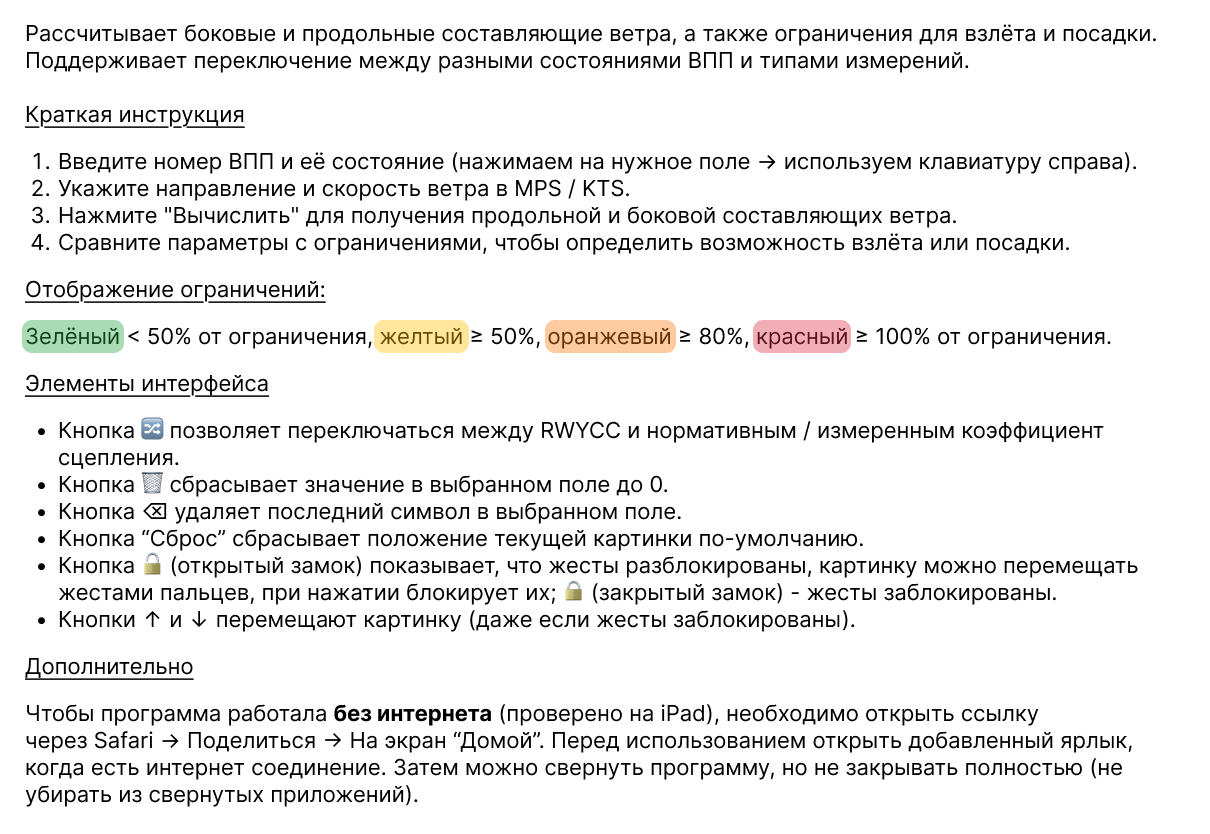 Рассчитывает боковые и продольные составляющие ветра, а также ограничения для взлёта и посадки.
Поддерживает переключение между разными состояниями ВПП и типами измерений.
Краткая инструкция
1. Введите номер ВПП и её состояние (нажимаем на нужное поле → используем клавиатуру справа).
2. Укажите направление и скорость ветра в MPS / KTS.
3. Нажмите "Вычислить" для получения продольной и боковой составляющих ветра.
4. Сравните параметры с ограничениями, чтобы определить возможность взлёта или посадки.
Отображение ограничений:
Зелёный < 50% от ограничения, желтый ≥ 50%, оранжевый ≥ 80%, красный ≥ 100% от ограничения.
Элементы интерфейса
• Кнопка 🔀 позволяет переключаться между RWYCC и нормативным / измеренным коэффициент
сцепления.
• Кнопка 🗑 сбрасывает значение в выбранном поле до 0.
• Кнопка ⌫ удаляет последний символ в выбранном поле.
• Кнопка “Сброс” сбрасывает положение текущей картинки по-умолчанию.
• Кнопка 🔓 (открытый замок) показывает, что жесты разблокированы, картинку можно перемещать
жестами пальцев, при нажатии блокирует их; 🔒 (закрытый замок) - жесты заблокированы.
• Кнопки ↑ и ↓ перемещают картинку (даже если жесты заблокированы).
Дополнительно
Чтобы программа работала без интернета (проверено на iPad), необходимо открыть ссылку
через Safari → Поделиться → На экран “Домой”. Перед использованием открыть добавленный ярлык,
когда есть интернет соединение. Затем можно свернуть программу, но не закрывать полностью (не
убирать из свернутых приложений).